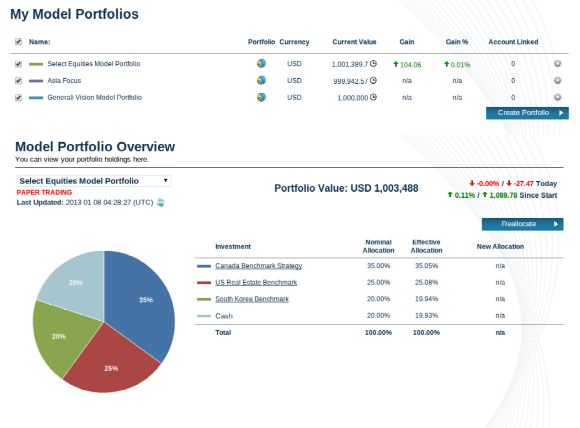 My Model Portfolios
Name: Portfolio Currency Current Value Gain Gain % Account Linked
Select Equities Model Portfolio USD 1,001,389.7 104.06 0.01% 0
Asia Focus USD 999,942.57 n/a n/a 0
Generali Vision Model Portfolio USD 1,000,000 n/a n/a 0
Create Portfolio
Model Portfolio Overview
You can view your portfolio holdings here.
Select Equities Model Portfolio
PAPER TRADING
Last Updated: 2013-01-08 04:28:27 (UTC)
Portfolio Value: USD 1,003,488
-0.00% / -27.47 Today
0.11% / 1,089.78 Since Start
Reallocate
Investment Nominal Allocation Effective Allocation New Allocation
Canada Benchmark Strategy 35.00% 35.05% n/a
US Real Estate Benchmark 25.00% 25.08% n/a
South Korea Benchmark 20.00% 19.94% n/a
Cash 20.00% 19.93% n/a
Total 100.00% 100.00% n/a
20%
35%
20%
25%